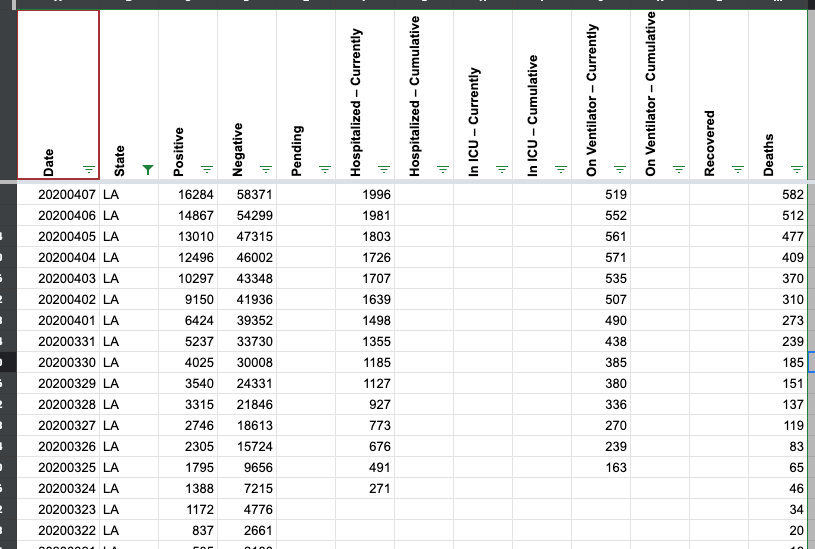 Date State Positive Negative Pending Hospitalized – Currently Hospitalized – Cumulative In ICU – Currently In ICU – Cumulative On Ventilator – Currently On Ventilator – Cumulative Recovered Deaths
20200407 LA 16284 58371 1996 519 582
20200406 LA 14867 54299 1981 552 512
20200405 LA 13010 47315 1803 561 477
20200404 LA 12496 46002 1726 571 409
20200403 LA 10297 43348 1707 535 370
20200402 LA 9150 41936 1639 507 310
20200401 LA 6424 39352 1498 490 273
20200331 LA 5237 33730 1355 438 239
20200330 LA 4025 30008 1185 385 185
20200329 LA 3540 24331 1127 380 151
20200328 LA 3315 21846 927 336 137
20200327 LA 2746 18613 773 270 119
20200326 LA 2305 15724 676 239 83
20200325 LA 1795 9656 491 163 65
20200324 LA 1388 7215 271 46
20200323 LA 1172 4776 34
20200322 LA 837 2661 20